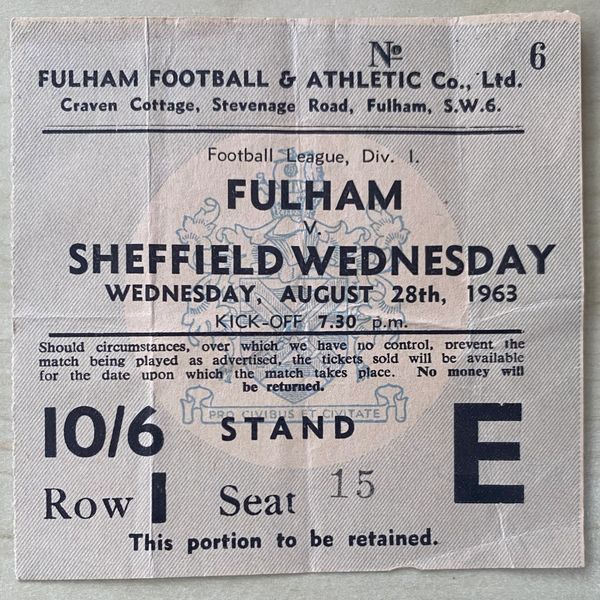 Nº 6
FULHAM FOOTBALL & ATHLETIC Co., Ltd.
Craven Cottage, Stevenage Road, Fulham, S.W.6.
Football League, Div. 1.
FULHAM
v.
SHEFFIELD WEDNESDAY
WEDNESDAY, AUGUST 28th, 1963
KICK-OFF 7.30 p.m.
Should circumstances, over which we have no control, prevent the
match being played as advertised, the tickets sold will be available
for the date upon which the match takes place. No money will
be returned.
PRO CIVIBUS ET CIVITATE
10/6 STAND E
Row 1 Seat 15
This portion to be retained.